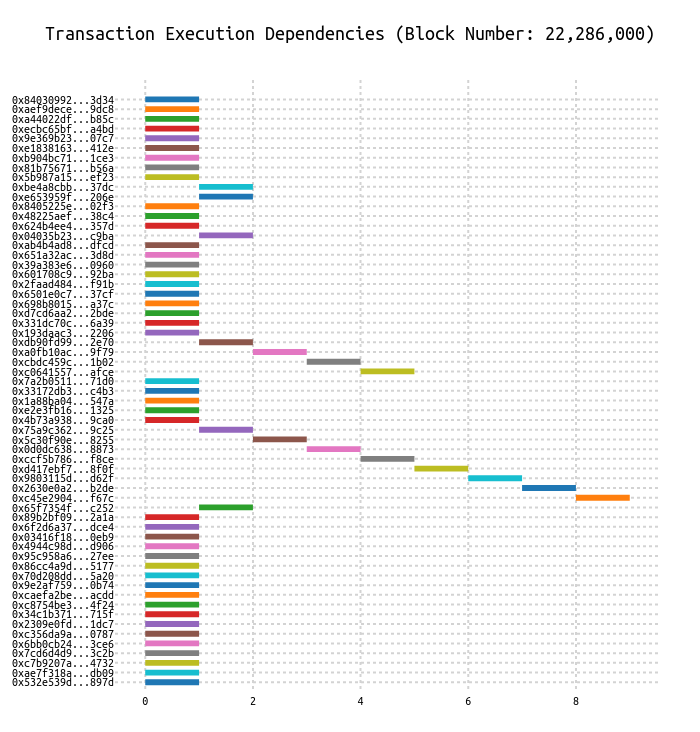 Transaction Execution Dependencies (Block Number: 22,286,000)
0x84030992...3d34
0xaef9dece...9dc8
0xa44022df...b85c
0xecbc65bf...a4bd
0x9e369b23...07c7
0xe1838163...412e
0xb904bc71...1ce3
0x81b75671...b56a
0x5b987a15...ef23
0xbe4a8cbb...37dc
0xe653959f...206e
0x8405225e...02f3
0x48225aef...38c4
0x624b4ee4...357d
0x04035b23...c9ba
0xab4b4ad8...dfcd
0x651a32ac...3d8d
0x39a383e6...0960
0x601708c9...92ba
0x2faad484...f91b
0x6501e0c7...37cf
0x698b8015...a37c
0xd7cd6aa2...2bde
0x331dc70c...6a39
0x193daac3...2206
0xdb90fd99...2e70
0xa0fb10ac...9f79
0xcbdc459c...1b02
0xc0641557...afce
0x7a2b0511...71d0
0x33172db3...c4b3
0x1a88ba04...547a
0xe2e3fb16...1325
0x4b73a938...9ca0
0x75a9c362...9c25
0x5c30f90e...8255
0x0d0dc638...8873
0xccf5b786...f8ce
0xd417ebf7...8f0f
0x9803115d...d62f
0x2630e0a2...b2de
0xc45e2904...f67c
0x65f7354f...c252
0x89b2bf09...2a1a
0x6f2d6a37...dce4
0x03416f18...0eb9
0x4944c98d...d906
0x95c958a6...27ee
0x86cc4a9d...5177
0x70d208dd...5a20
0x9e2af759...0b74
0xcaefa2be...acdd
0xc8754be3...4f24
0x34c1b371...715f
0x2309e0fd...1dc7
0xc356da9a...0787
0x6bb0cb24...3ce6
0x7cd6d4d9...3c2b
0xc7b9207a...4732
0xae7f318a...db09
0x532e539d...897d
0 2 4 6 8